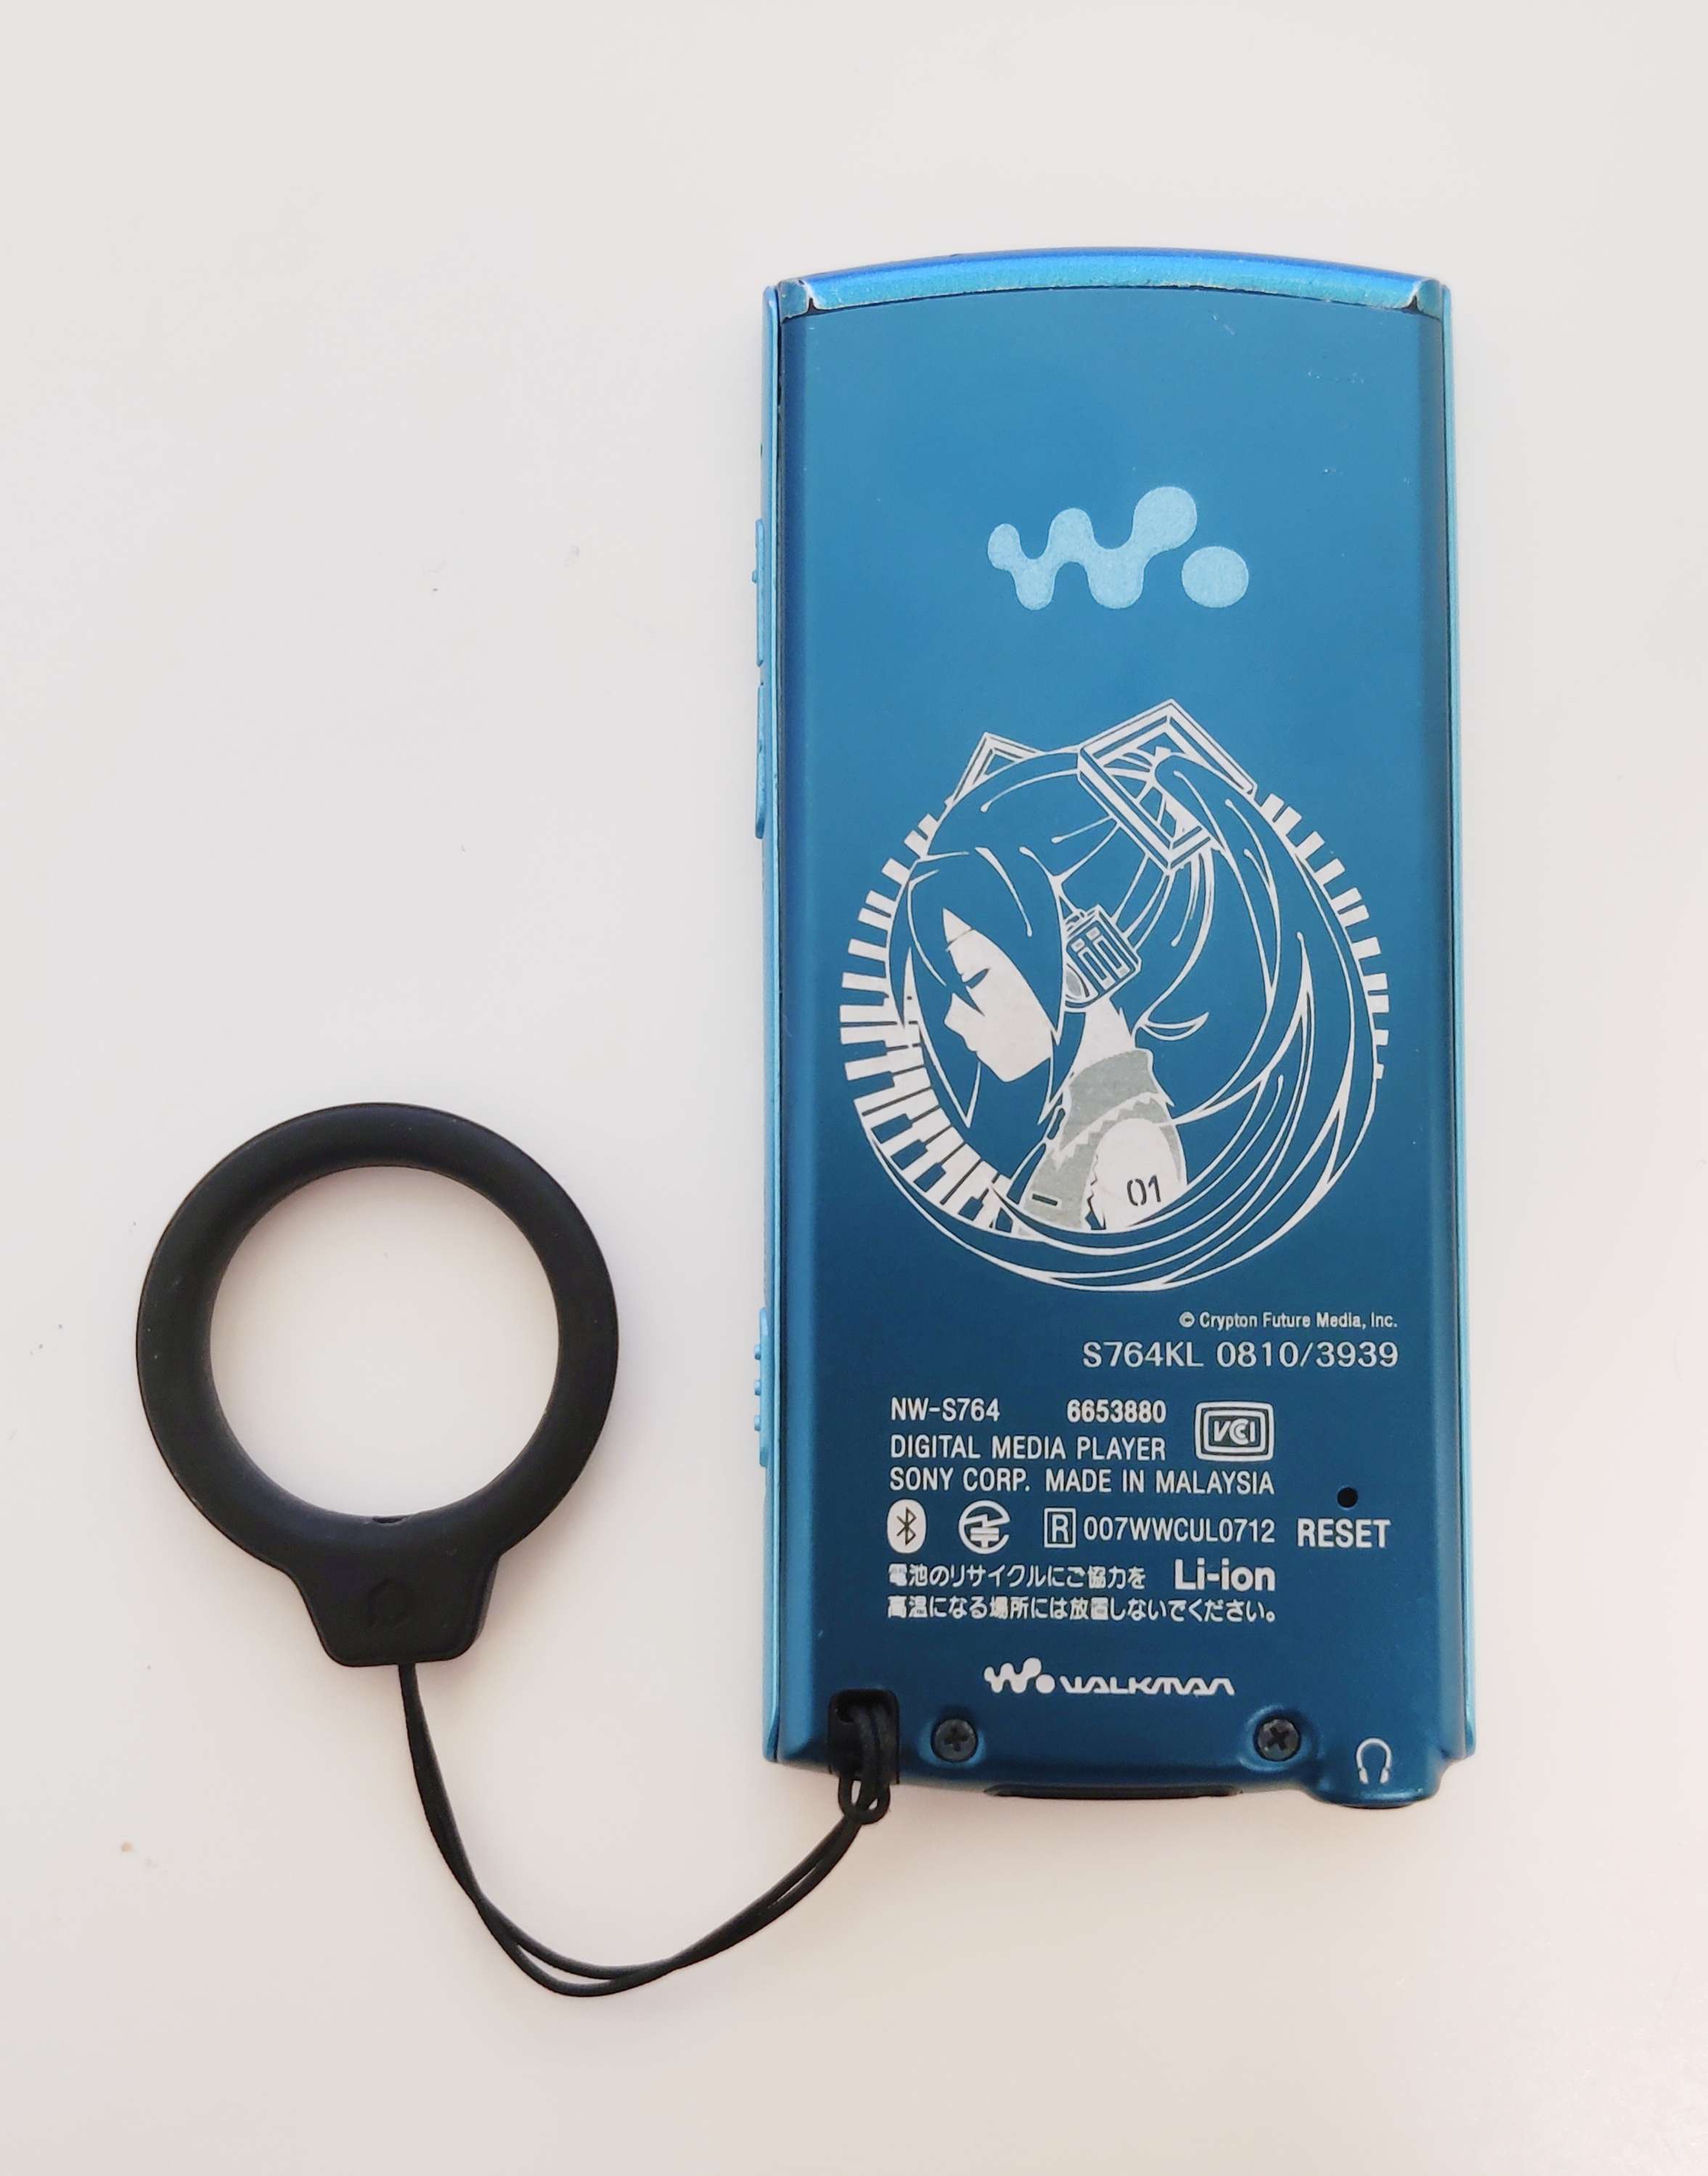 01
© Crypton Future Media, Inc.
S764KL 0810/3939
NW-S764 6653880 VCCI
DIGITAL MEDIA PLAYER
SONY CORP. MADE IN MALAYSIA
R 007WWCUL0712 RESET
電池のリサイクルにご協力を Li-ion
高温になる場所には放置しないでください。
WALKMAN